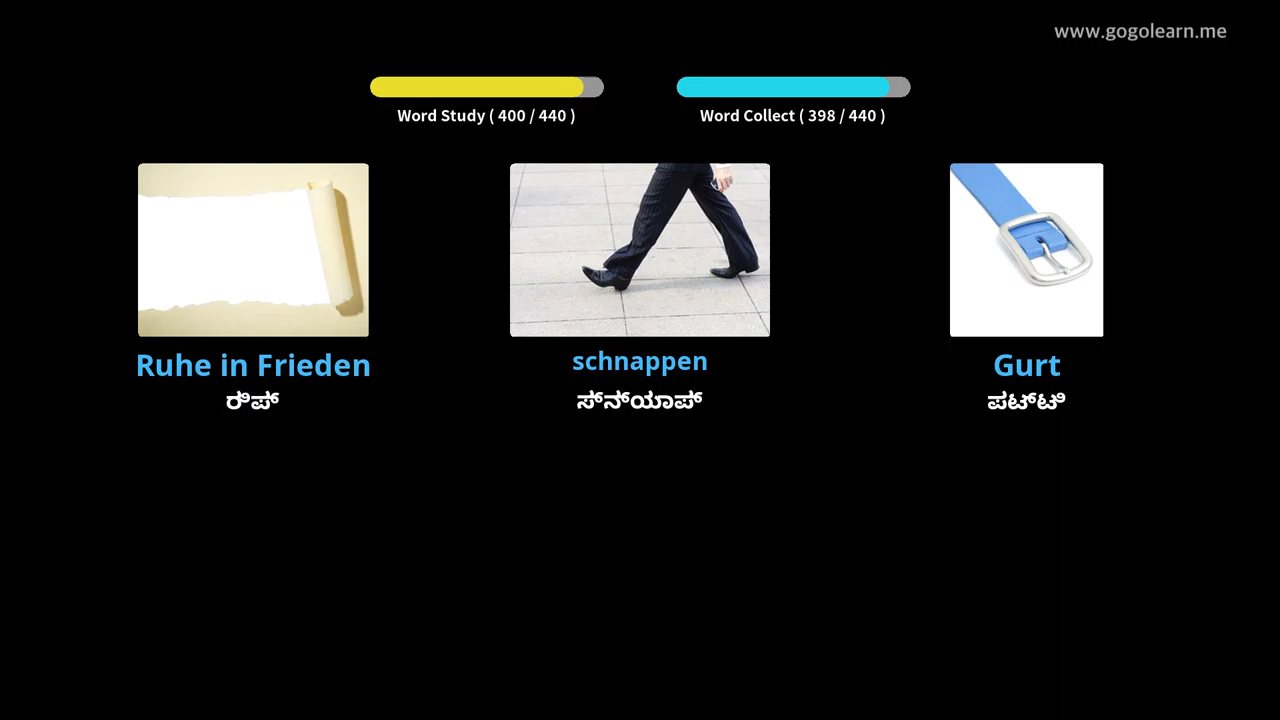 www.gogolearn.me
Word Study ( 400 / 440 )
Word Collect ( 398 / 440 )
Ruhe in Frieden
schnappen
Gurt
ರಿಪ್
ಸ್ನ್ಯಾಪ್
ಪಟ್ಟಿ